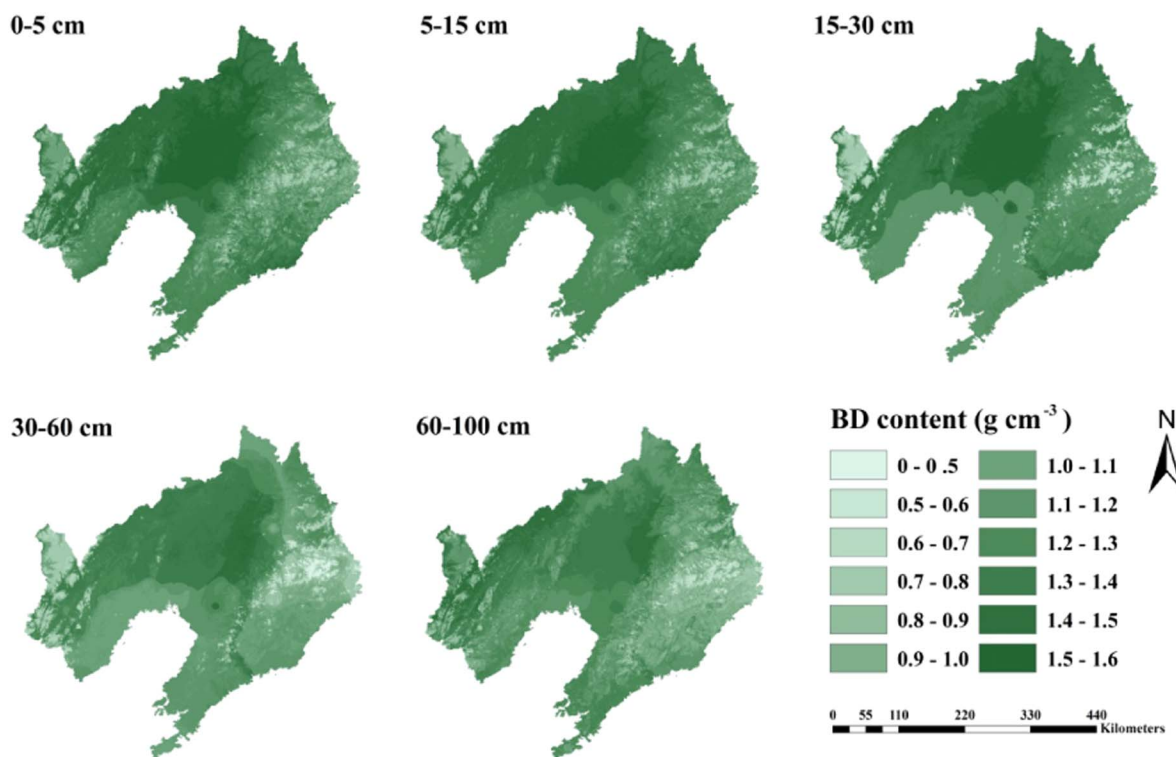 0-5 cm
5-15 cm
15-30 cm
30-60 cm
60-100 cm
BD content (g cm⁻³ )
0 - 0 .5
0.5 - 0.6
0.6 - 0.7
0.7 - 0.8
0.8 - 0.9
0.9 - 1.0
1.0 - 1.1
1.1 - 1.2
1.2 - 1.3
1.3 - 1.4
1.4 - 1.5
1.5 - 1.6
N
0 55 110 220 330 440
Kilometers